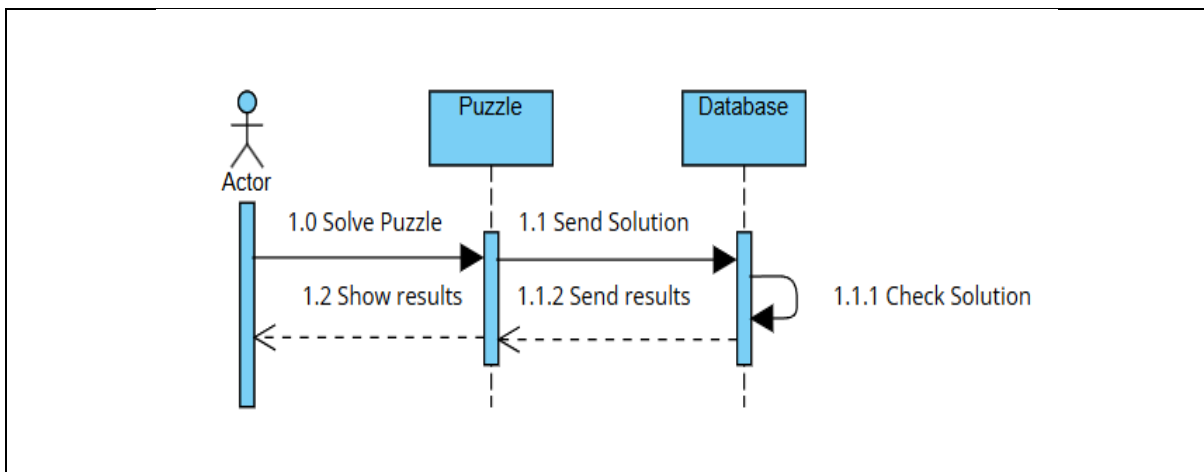 Puzzle
Database
Actor
1.0 Solve Puzzle
1.1 Send Solution
1.2 Show results
1.1.2 Send results
1.1.1 Check Solution